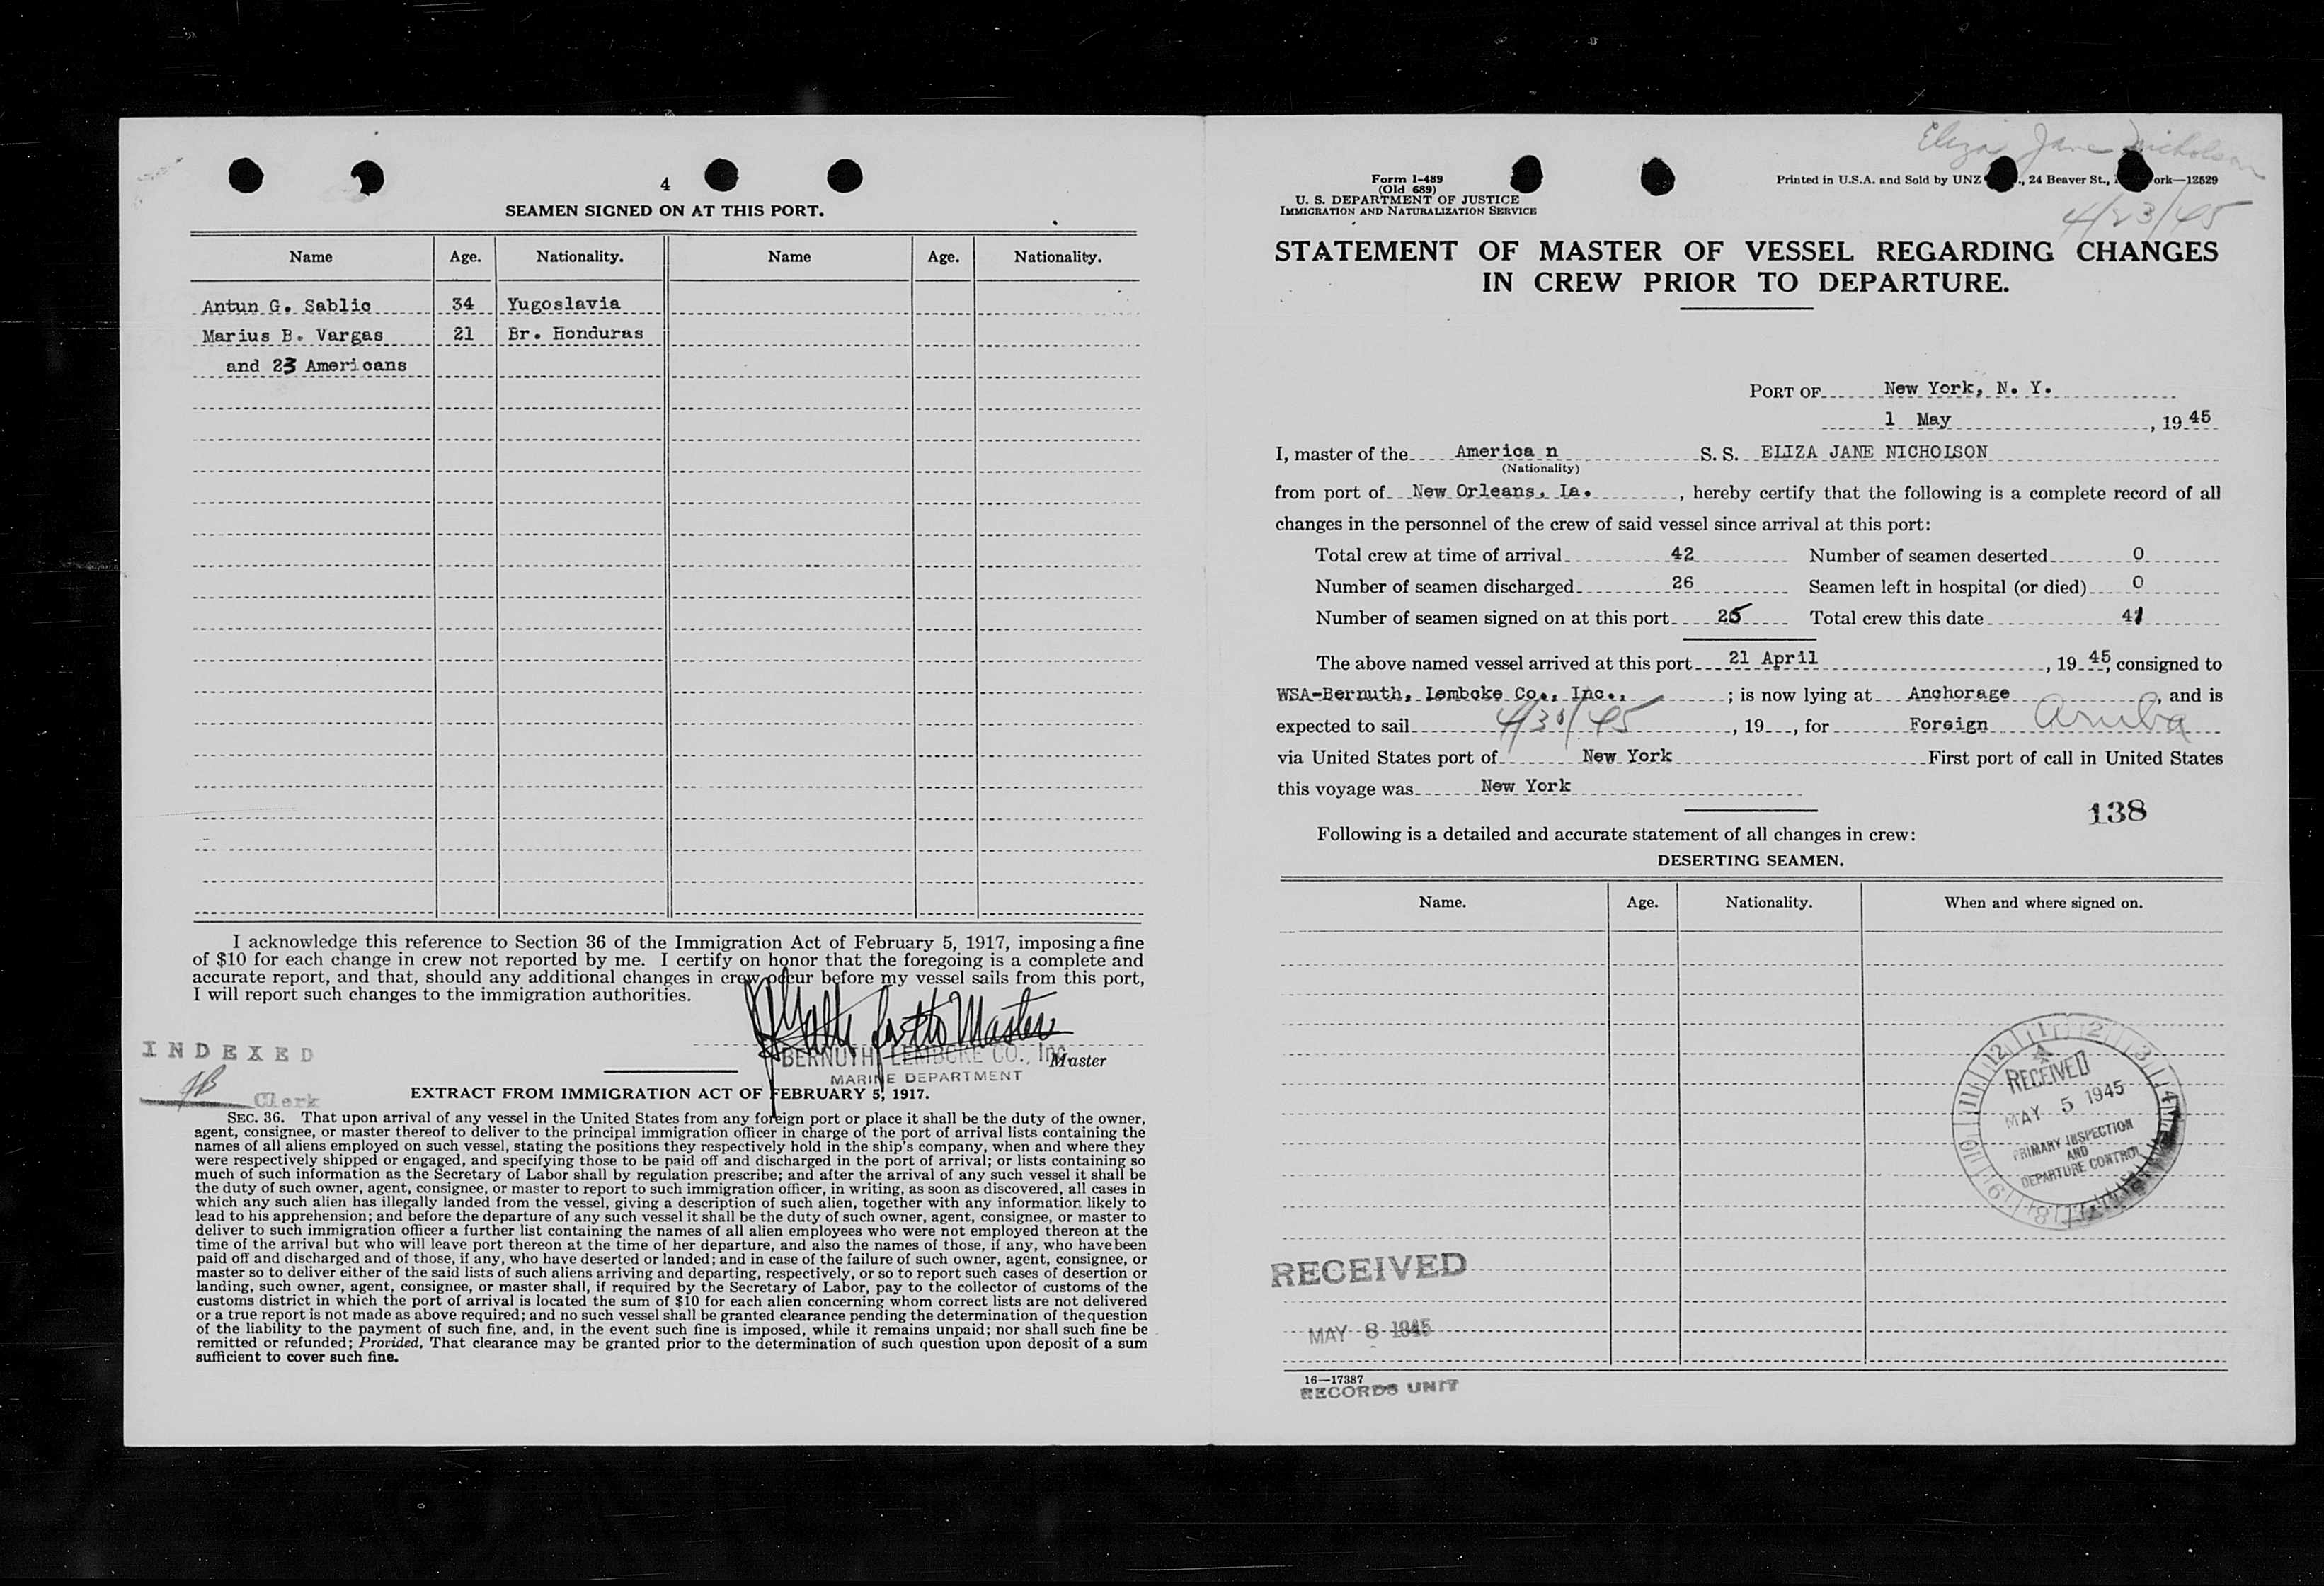 4
SEAMEN SIGNED ON AT THIS PORT.
Name Age. Nationality. Name Age. Nationality.
Antun G. Sablic 34 Yugoslavia
Marius B. Vargas 21 Br. Honduras
and 23 Americans
I acknowledge this reference to Section 36 of the Immigration Act of February 5, 1917, imposing a fine
of $10 for each change in crew not reported by me. I certify on honor that the foregoing is a complete and
accurate report, and that, should any additional changes in crew occur before my vessel sails from this port,
I will report such changes to the immigration authorities.
for the Master
BERNUTH LEMBCKE CO., Inc. Master
MARINE DEPARTMENT
INDEXED
Clerk
EXTRACT FROM IMMIGRATION ACT OF FEBRUARY 5, 1917.
SEC. 36. That upon arrival of any vessel in the United States from any foreign port or place it shall be the duty of the owner,
agent, consignee, or master thereof to deliver to the principal immigration officer in charge of the port of arrival lists containing the
names of all aliens employed on such vessel, stating the positions they respectively hold in the ship's company, when and where they
were respectively shipped or engaged, and specifying those to be paid off and discharged in the port of arrival; or lists containing so
much of such information as the Secretary of Labor shall by regulation prescribe; and after the arrival of any such vessel it shall be
the duty of such owner, agent, consignee, or master to report to such immigration officer, in writing, as soon as discovered, all cases in
which any such alien has illegally landed from the vessel, giving a description of such alien, together with any information likely to
lead to his apprehension; and before the departure of any such vessel it shall be the duty of such owner, agent, consignee, or master to
deliver to such immigration officer a further list containing the names of all alien employees who were not employed thereon at the
time of the arrival but who will leave port thereon at the time of her departure, and also the names of those, if any, who have been
paid off and discharged and of those, if any, who have deserted or landed; and in case of the failure of such owner, agent, consignee, or
master so to deliver either of the said lists of such aliens arriving and departing, respectively, or so to report such cases of desertion or
landing, such owner, agent, consignee, or master shall, if required by the Secretary of Labor, pay to the collector of customs of the
customs district in which the port of arrival is located the sum of $10 for each alien concerning whom correct lists are not delivered
or a true report is not made as above required; and no such vessel shall be granted clearance pending the determination of the question
of the liability to the payment of such fine, and, in the event such fine is imposed, while it remains unpaid; nor shall such fine be
remitted or refunded; Provided, That clearance may be granted prior to the determination of such question upon deposit of a sum
sufficient to cover such fine.
Eliza Jane Nicholson
4/23/45
Form I-489
(Old 689)
U. S. DEPARTMENT OF JUSTICE
IMMIGRATION AND NATURALIZATION SERVICE
Printed in U.S.A. and Sold by UNZ ., 24 Beaver St., ork—12529
STATEMENT OF MASTER OF VESSEL REGARDING CHANGES
IN CREW PRIOR TO DEPARTURE.
PORT OF New York, N. Y.
1 May, 1945
I, master of the America n S. S. ELIZA JANE NICHOLSON
(Nationality)
from port of New Orleans, La., hereby certify that the following is a complete record of all
changes in the personnel of the crew of said vessel since arrival at this port:
Total crew at time of arrival 42 Number of seamen deserted 0
Number of seamen discharged 26 Seamen left in hospital (or died) 0
Number of seamen signed on at this port 25 Total crew this date 41
The above named vessel arrived at this port 21 April, 1945, consigned to
WSA-Bernuth, Lembcke Co., Inc., ; is now lying at Anchorage, and is
expected to sail 4/30/45, 19 , for Foreign Aruba
via United States port of New York First port of call in United States
this voyage was New York
138
Following is a detailed and accurate statement of all changes in crew:
DESERTING SEAMEN.
Name. Age. Nationality. When and where signed on.
12 1 2 3 4 7 8 9 10 11
RECEIVED
MAY 5 1945
PRIMARY INSPECTION
AND
DEPARTURE CONTROL
RECEIVED
MAY 8 1945
16—17387
RECORDS UNIT